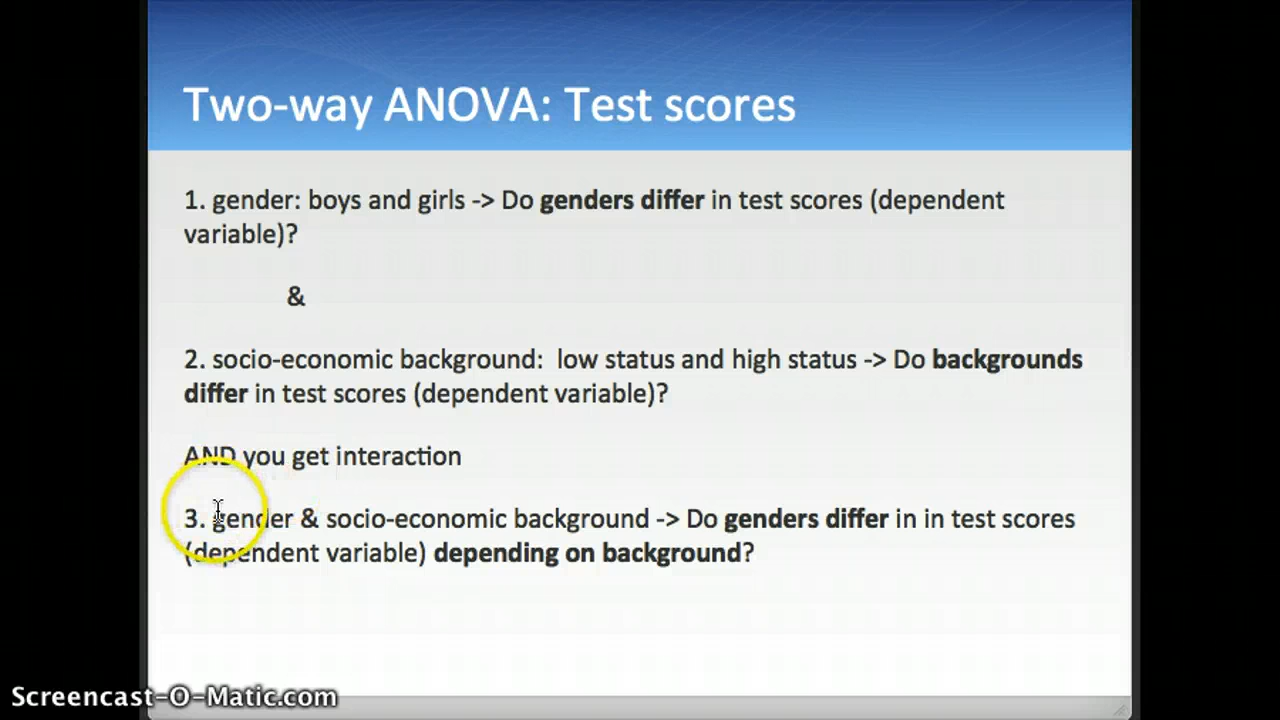 Two-way ANOVA: Test scores
1. gender: boys and girls -> Do genders differ in test scores (dependent
variable)?
&
2. socio-economic background:  low status and high status -> Do backgrounds
differ in test scores (dependent variable)?
AND you get interaction
3. gender & socio-economic background -> Do genders differ in in test scores
(dependent variable) depending on background?
Screencast-O-Matic.com